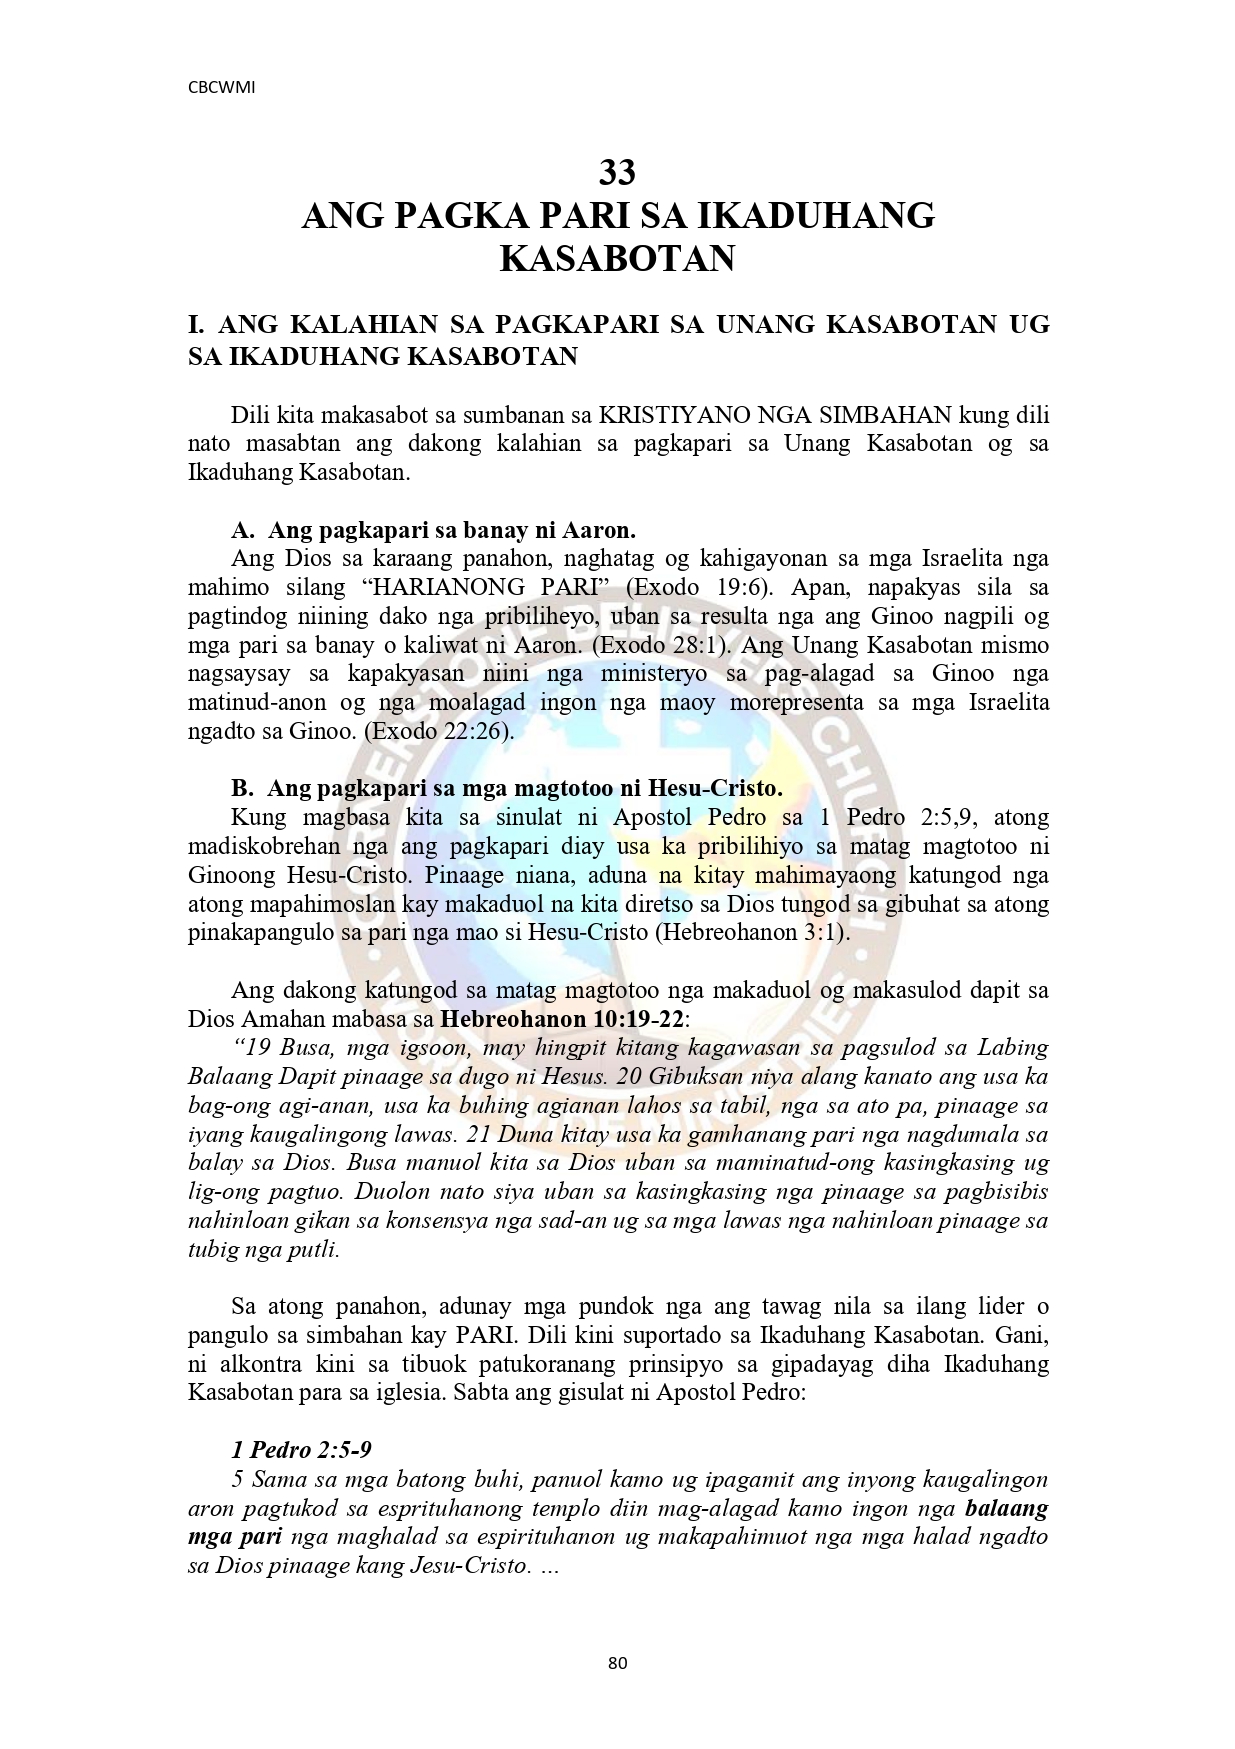 CBCWMI
33
ANG PAGKA PARI SA IKADUHANG
KASABOTAN
I. ANG KALAHIAN SA PAGKAPARI SA UNANG KASABOTAN UG
SA IKADUHANG KASABOTAN
Dili kita makasabot sa sumbanan sa KRISTIYANO NGA SIMBAHAN kung dili
nato masabtan ang dakong kalahian sa pagkapari sa Unang Kasabotan og sa
Ikaduhang Kasabotan.
A. Ang pagkapari sa banay ni Aaron.
Ang Dios sa karaang panahon, naghatag og kahigayonan sa mga Israelita nga
mahimo silang “HARIANONG PARI” (Exodo 19:6). Apan, napakyas sila sa
pagtindog niining dako nga pribiliheyo, uban sa resulta nga ang Ginoo nagpili og
mga pari sa banay o kaliwat ni Aaron. (Exodo 28:1). Ang Unang Kasabotan mismo
nagsaysay sa kapakyasan niini nga ministeryo sa pag-alagad sa Ginoo nga
matinud-anon og nga moalagad ingon nga maoy morepresenta sa mga Israelita
ngadto sa Ginoo. (Exodo 22:26).
B. Ang pagkapari sa mga magtotoo ni Hesu-Cristo.
Kung magbasa kita sa sinulat ni Apostol Pedro sa 1 Pedro 2:5,9, atong
madiskobrehan nga ang pagkapari diay usa ka pribilihiyo sa matag magtotoo ni
Ginoong Hesu-Cristo. Pinaage niana, aduna na kitay mahimayaong katungod nga
atong mapahimoslan kay makaduol na kita diretso sa Dios tungod sa gibuhat sa atong
pinakapangulo sa pari nga mao si Hesu-Cristo (Hebreohanon 3:1).
Ang dakong katungod sa matag magtotoo nga makaduol og makasulod dapit sa
Dios Amahan mabasa sa Hebreohanon 10:19-22:
“19 Busa, mga igsoon, may hingpit kitang kagawasan sa pagsulod sa Labing
Balaang Dapit pinaage sa dugo ni Hesus. 20 Gibuksan niya alang kanato ang usa ka
bag-ong agi-anan, usa ka buhing agianan lahos sa tabil, nga sa ato pa, pinaage sa
iyang kaugalingong lawas. 21 Duna kitay usa ka gamhanang pari nga nagdumala sa
balay sa Dios. Busa manuol kita sa Dios uban sa maminatud-ong kasingkasing ug
lig-ong pagtuo. Duolon nato siya uban sa kasingkasing nga pinaage sa pagbisibis
nahinloan gikan sa konsensya nga sad-an ug sa mga lawas nga nahinloan pinaage sa
tubig nga putli.
Sa atong panahon, adunay mga pundok nga ang tawag nila sa ilang lider o
pangulo sa simbahan kay PARI. Dili kini suportado sa Ikaduhang Kasabotan. Gani,
ni alkontra kini sa tibuok patukoranang prinsipyo sa gipadayag diha Ikaduhang
Kasabotan para sa iglesia. Sabta ang gisulat ni Apostol Pedro:
1 Pedro 2:5-9
5 Sama sa mga batong buhi, panuol kamo ug ipagamit ang inyong kaugalingon
aron pagtukod sa esprituhanong templo diin mag-alagad kamo ingon nga balaang
mga pari nga maghalad sa espirituhanon ug makapahimuot nga mga halad ngadto
sa Dios pinaage kang Jesu-Cristo. …
80
CORNERSTONE BELIEVERS CHURCH
WORLDWIDE MINISTRIES